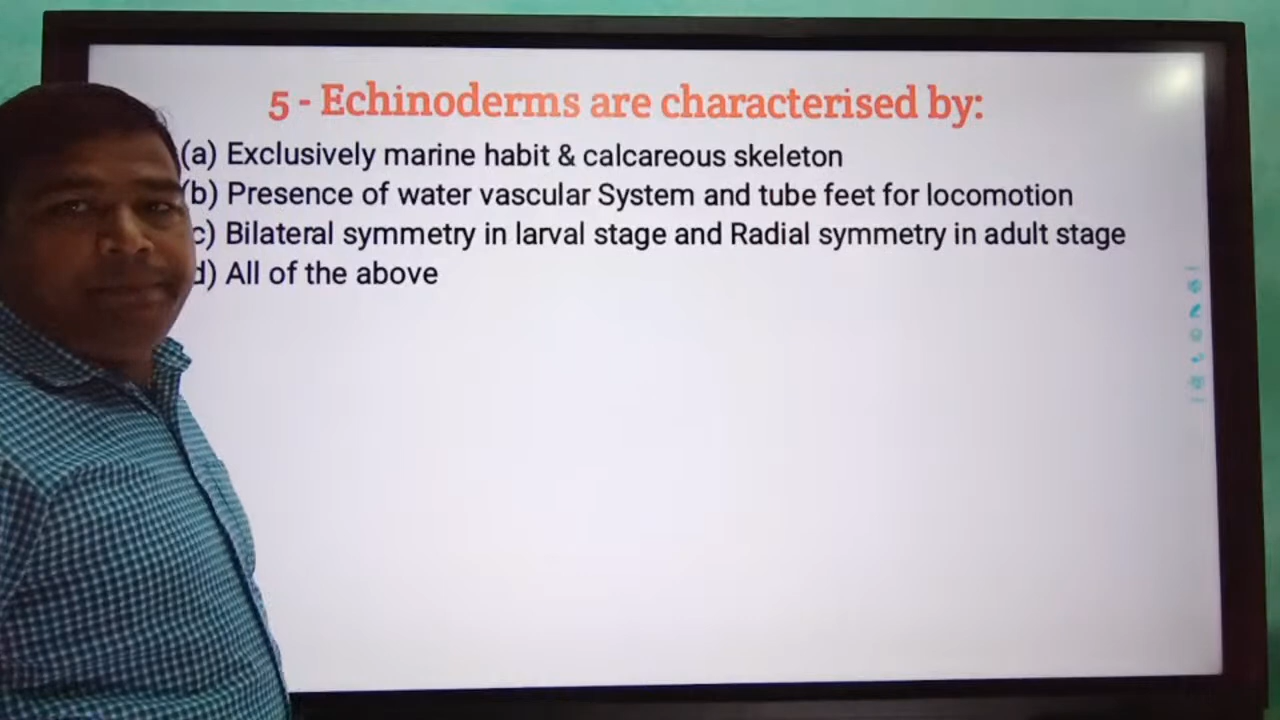 5 - Echinoderms are characterised by:
(a) Exclusively marine habit & calcareous skeleton
(b) Presence of water vascular System and tube feet for locomotion
c) Bilateral symmetry in larval stage and Radial symmetry in adult stage
d) All of the above